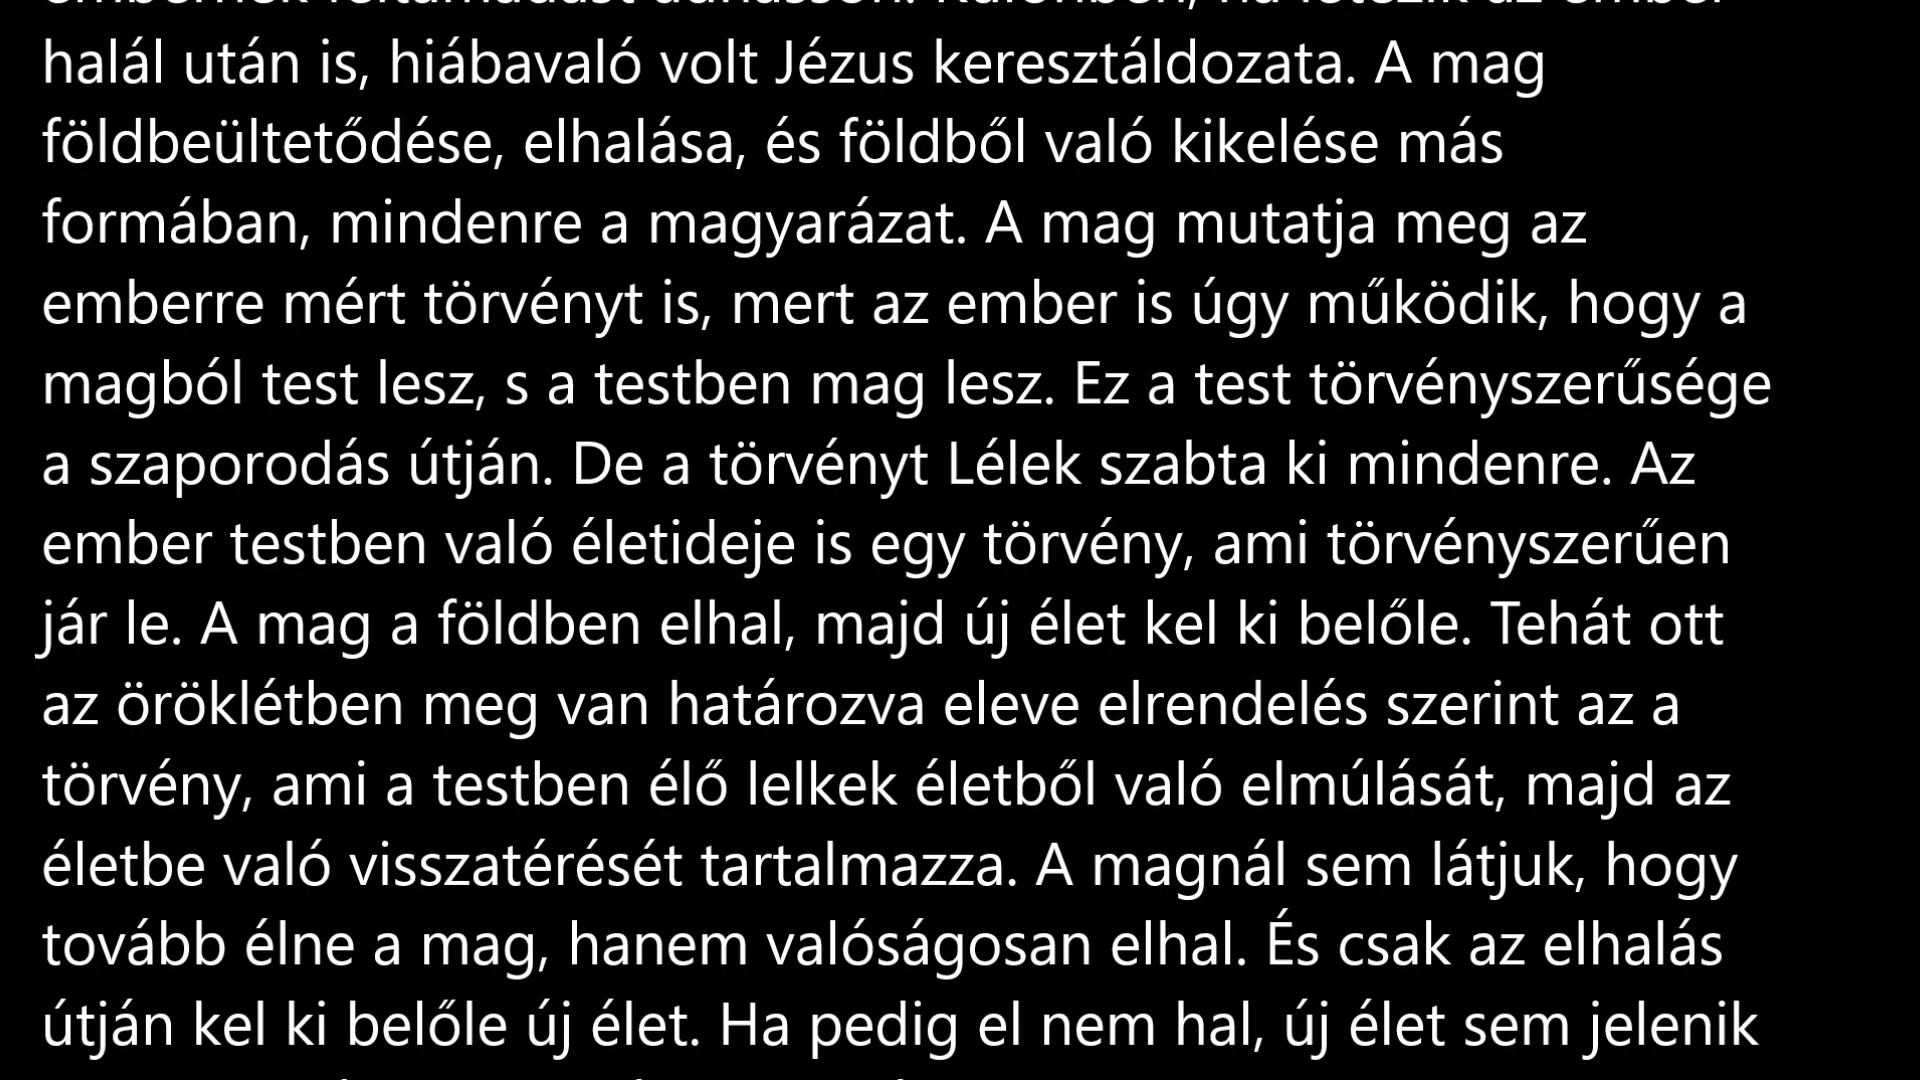 halál után is, hiábavaló volt Jézus keresztáldozata. A mag
földbeültetődése, elhalása, és földből való kikelése más
formában, mindenre a magyarázat. A mag mutatja meg az
emberre mért törvényt is, mert az ember is úgy működik, hogy a
magból test lesz, s a testben mag lesz. Ez a test törvényszerűsége
a szaporodás útján. De a törvényt Lélek szabta ki mindenre. Az
ember testben való életideje is egy törvény, ami törvényszerűen
jár le. A mag a földben elhal, majd új élet kel ki belőle. Tehát ott
az öröklétben meg van határozva eleve elrendelés szerint az a
törvény, ami a testben élő lelkek életből való elmúlását, majd az
életbe való visszatérését tartalmazza. A magnál sem látjuk, hogy
tovább élne a mag, hanem valóságosan elhal. És csak az elhalás
útján kel ki belőle új élet. Ha pedig el nem hal, új élet sem jelenik